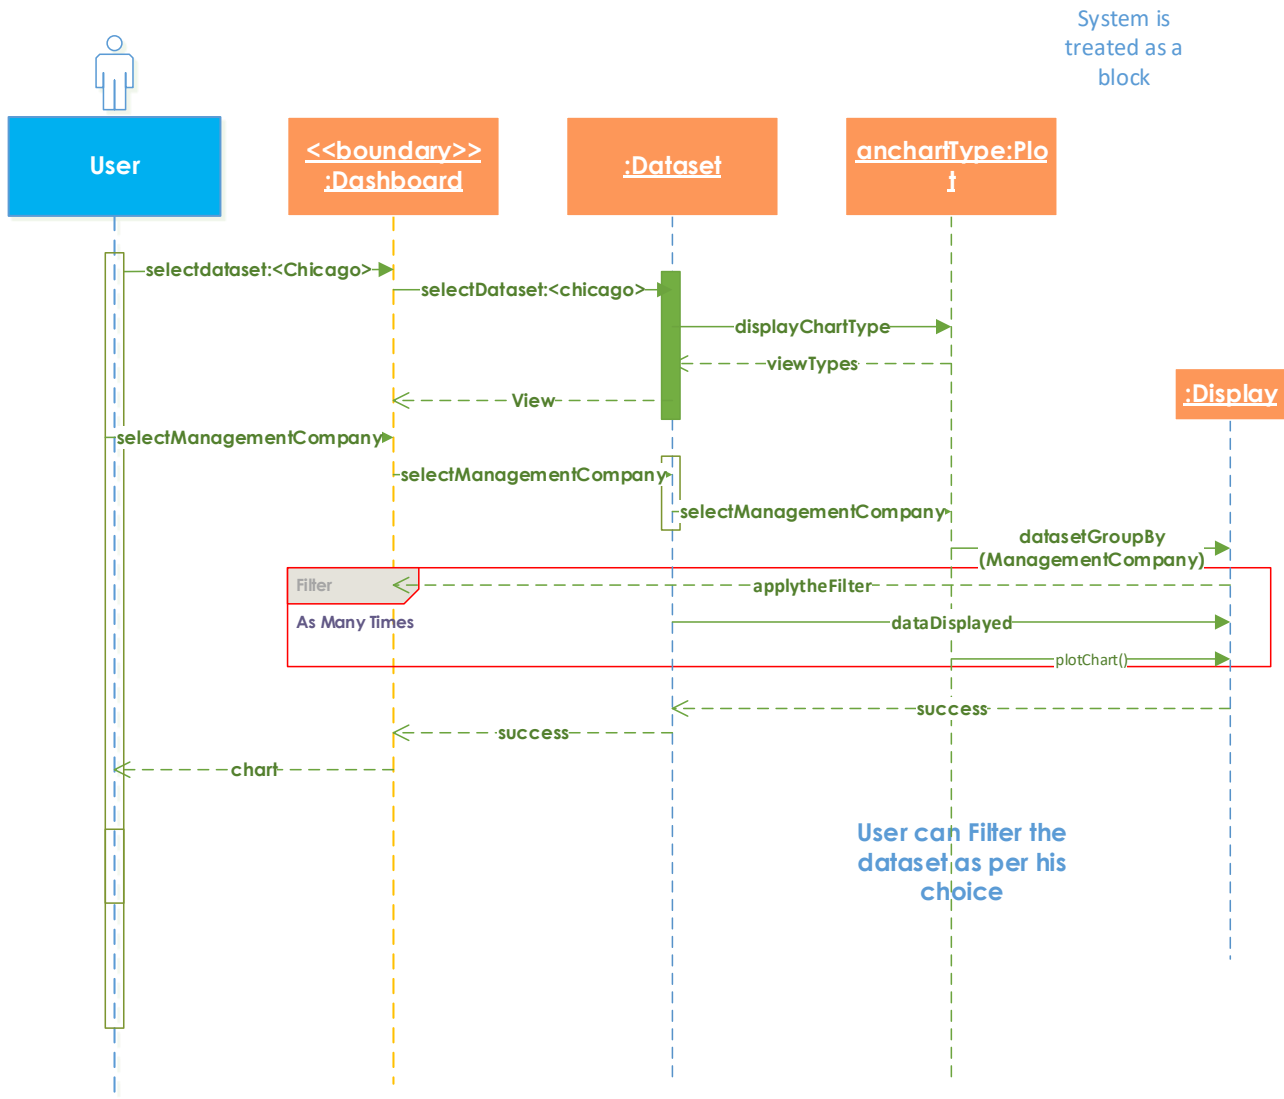 System is
treated as a
block
User
<<boundary>>
:Dashboard
:Dataset
anchartType:Plo
t
selectdataset:<Chicago>
selectDataset:<chicago>
displayChartType
viewTypes
:Display
View
selectManagementCompany
selectManagementCompany
selectManagementCompany
datasetGroupBy
(ManagementCompany)
Filter
applytheFilter
As Many Times
dataDisplayed
plotChart()
success
success
chart
User can Filter the
dataset as per his
choice